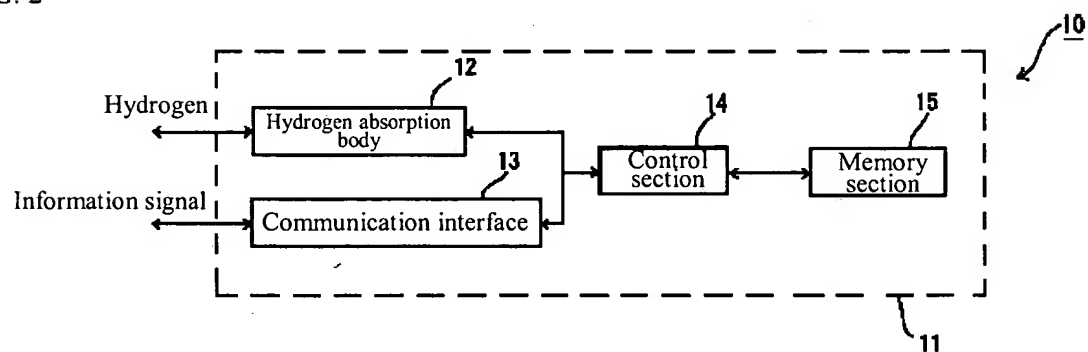 10
12
Hydrogen
Hydrogen absorption
body
14
15
Control
section
Memory
section
13
Information signal
Communication interface
11